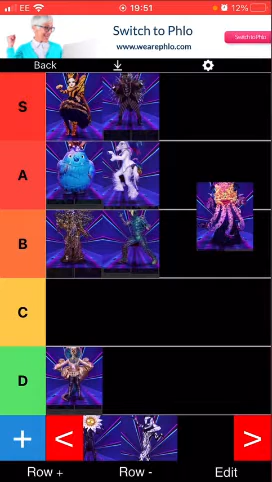 EE
19:51
12%
Switch to Phlo
www.wearephlo.com
Switch to Phlo
Back
S
A
B
C
D
+ < >
Row + Row - Edit